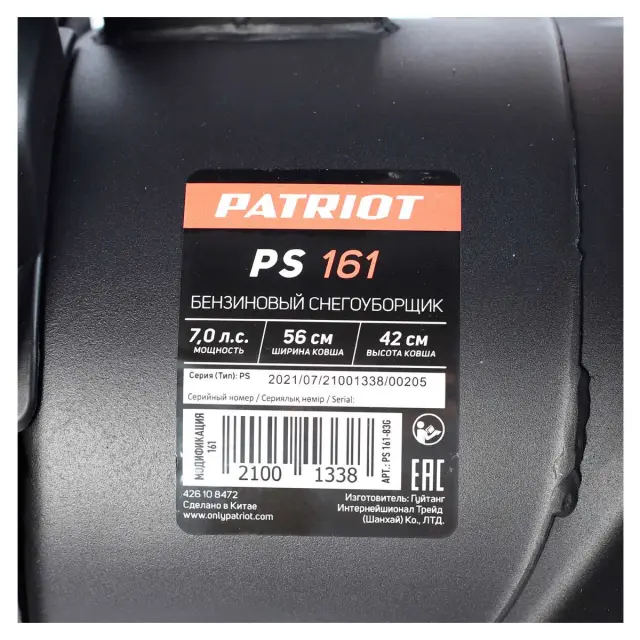 PATRIOT
PS 161
БЕНЗИНОВЫЙ СНЕГОУБОРЩИК
7,0 л.с. 56 см 42 см
МОЩНОСТЬ ШИРИНА КОВША ВЫСОТА КОВША
Серия (Тип): PS 2021/07/21001338/00205
Серийный номер / Сериялық нөмір / Serial:
МОДИФИКАЦИЯ
161
2100 1338
АРТ.: PS 161-B3G
EAC
426 10 8472
Сделано в Китае
www.onlypatriot.com
Изготовитель: Гуйтанг
Интернейшионал Трейд
(Шанхай) Ко., ЛТД.